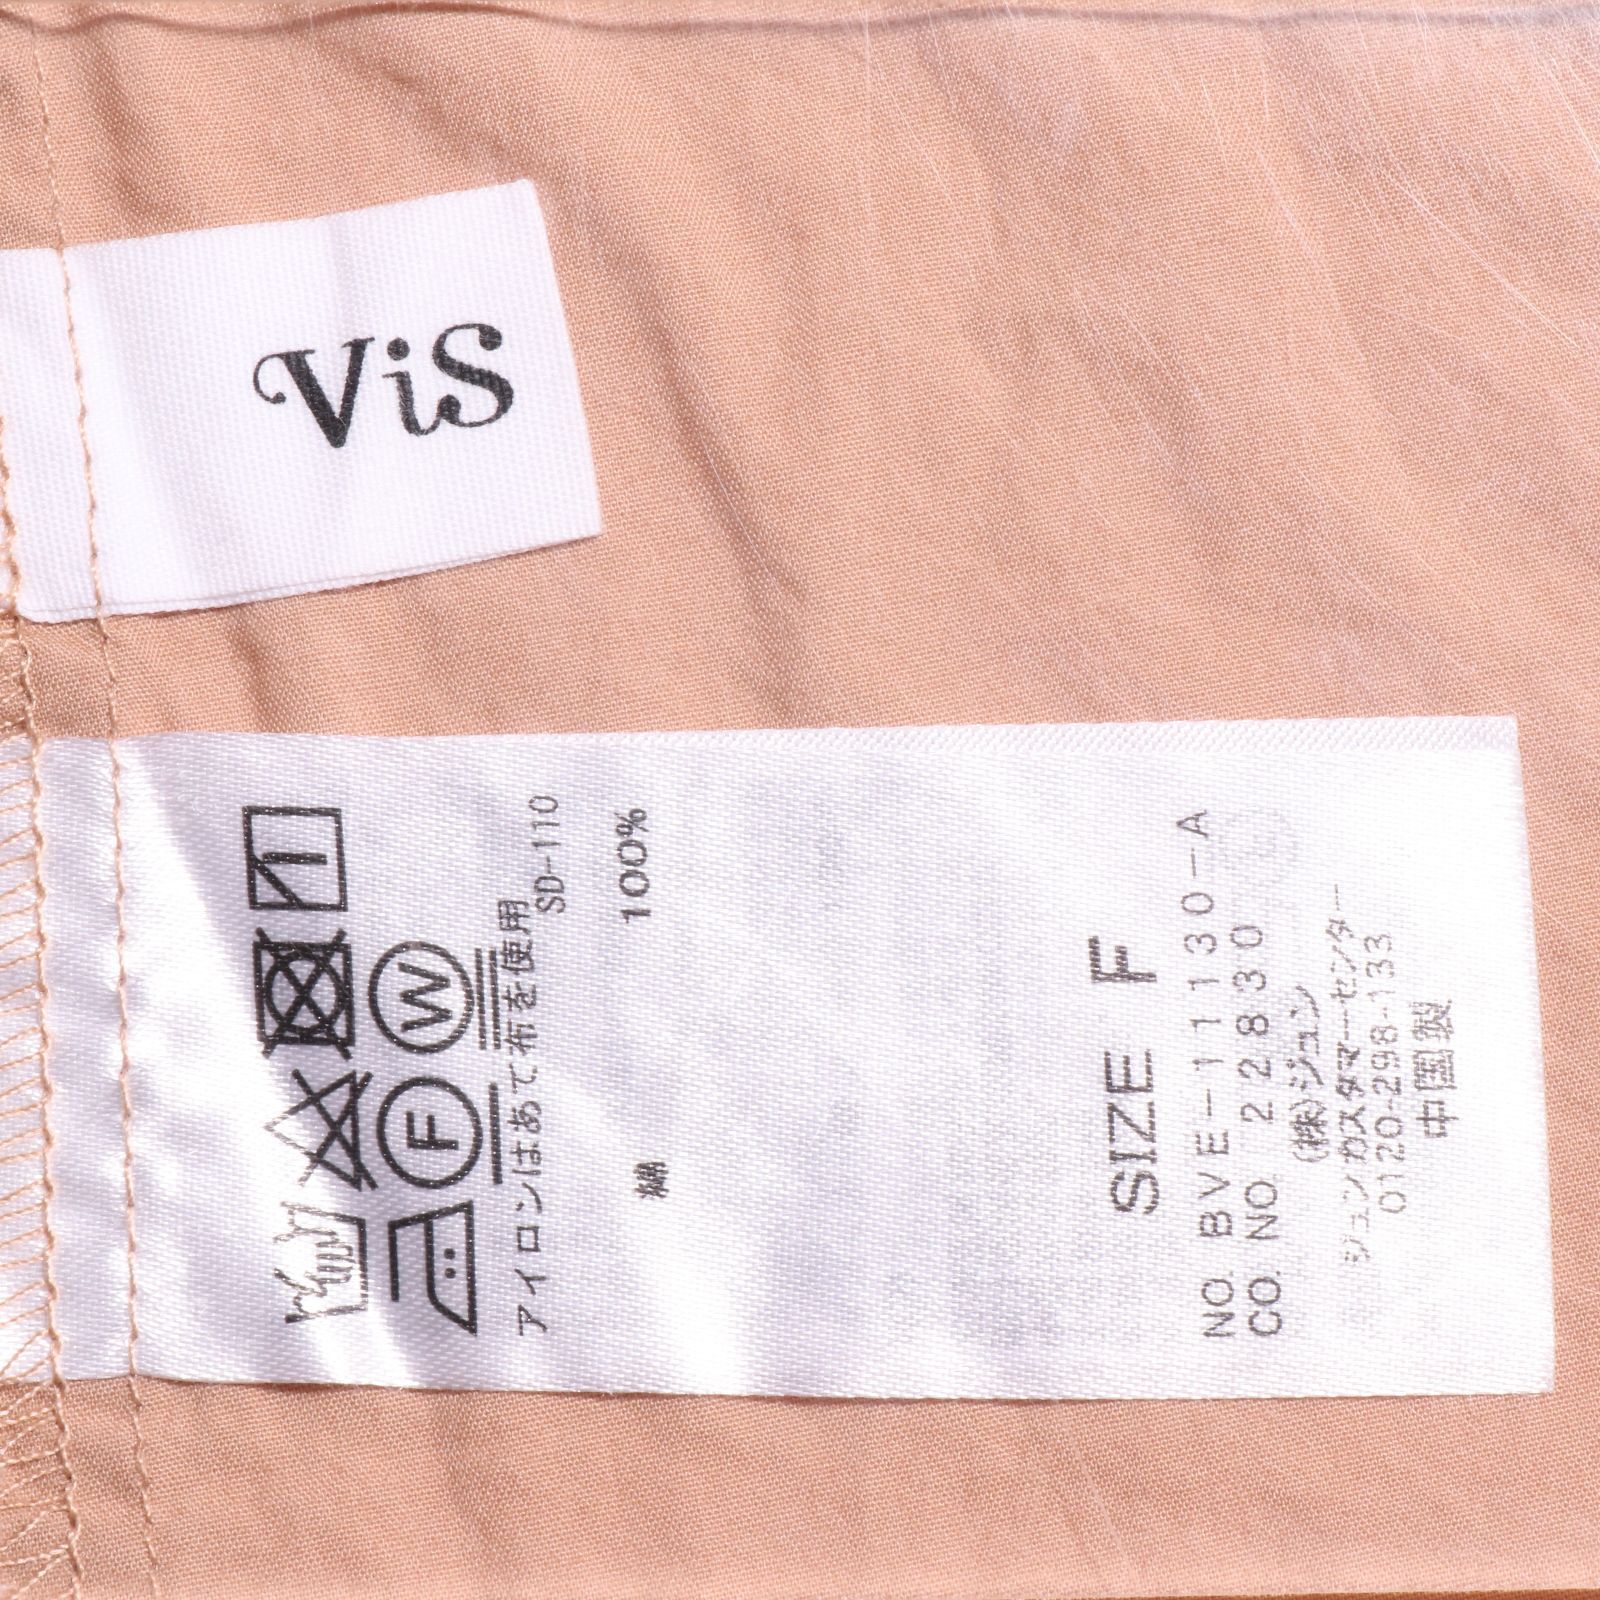 ViS
F
W
アイロンはあて布を使用
SD-110
綿 100%
SIZE F
NO. BVE-11130-A
CO. NO. 22830
(株)ジュン
ジュンカスタマーセンター
0120-298-133
中国製